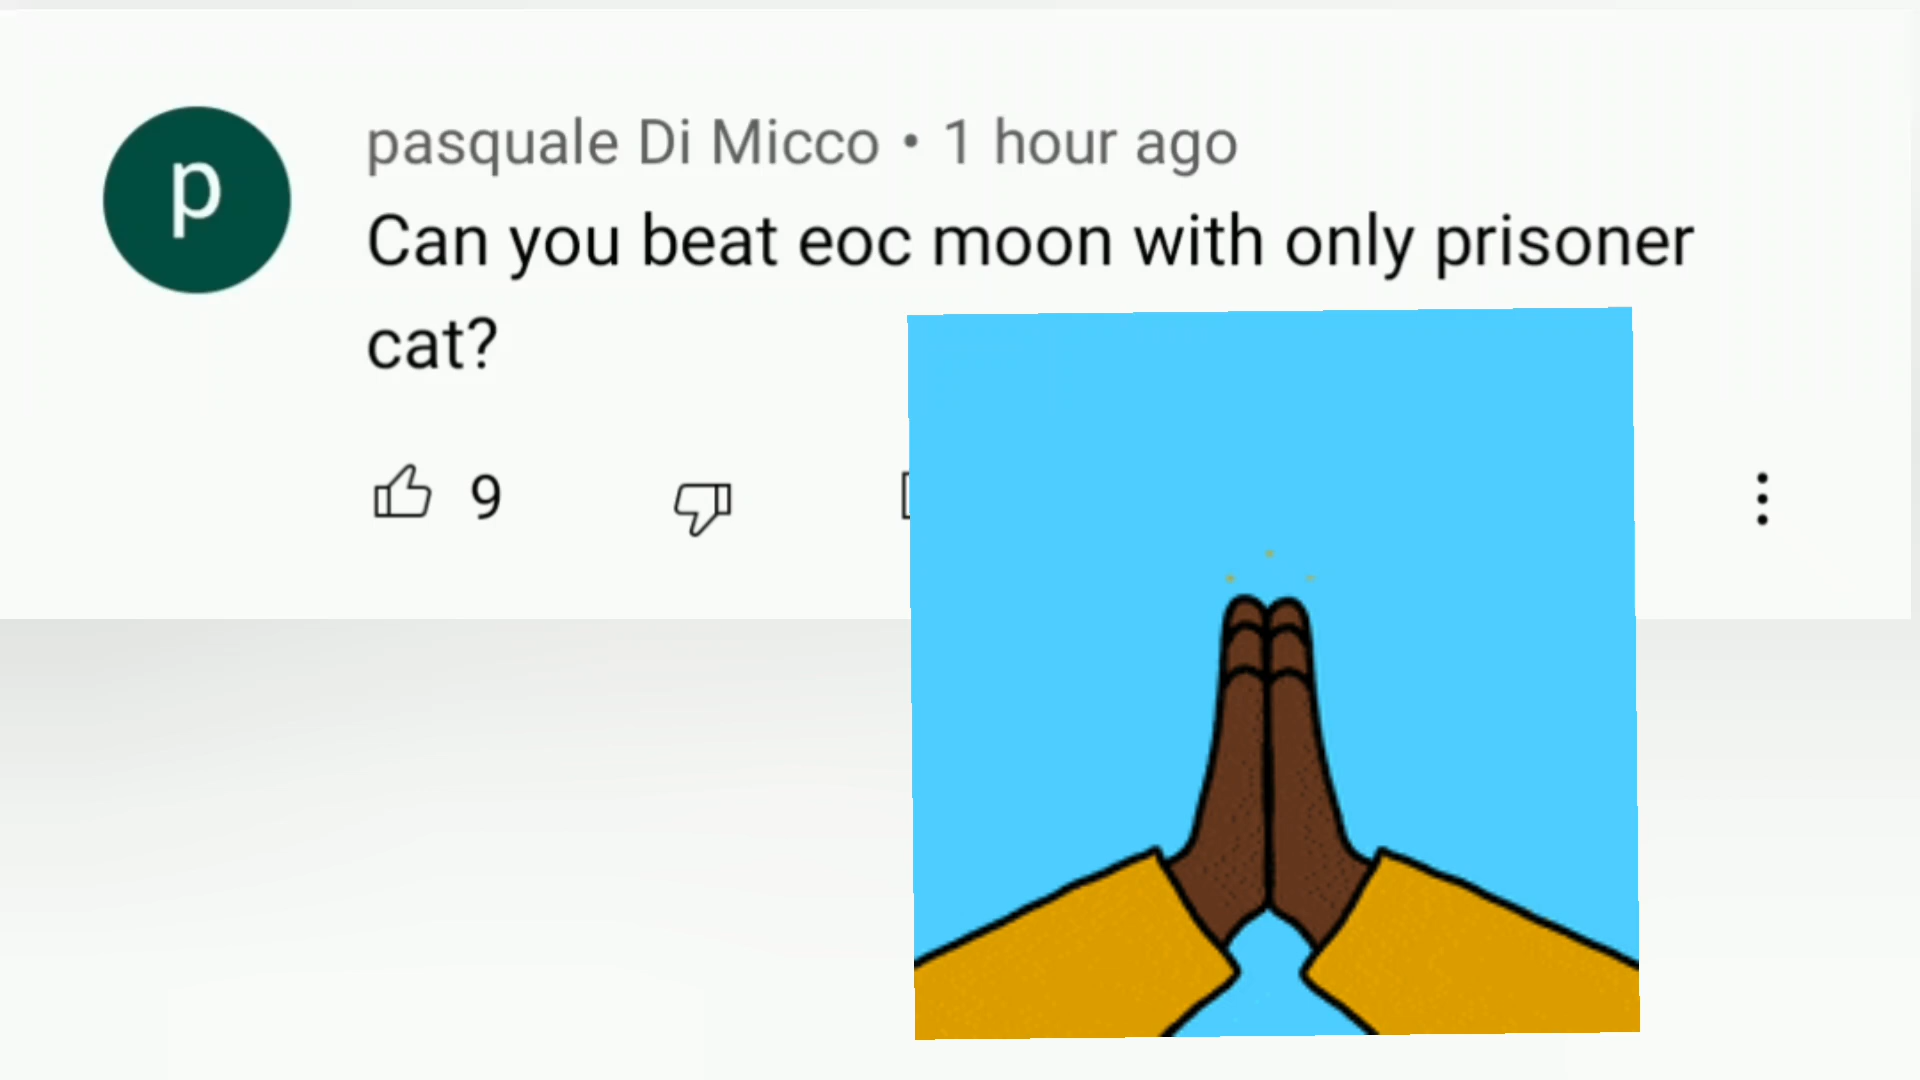 p
pasquale Di Micco • 1 hour ago
Can you beat eoc moon with only prisoner
cat?
9